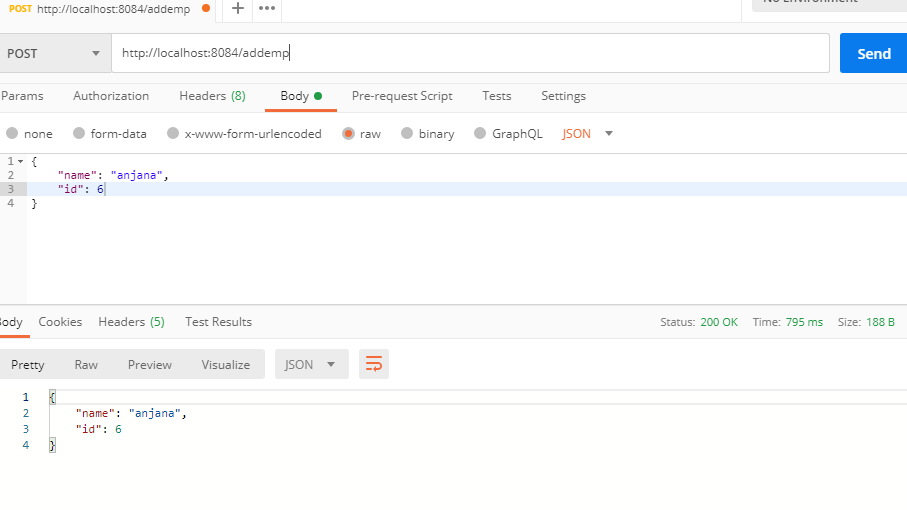 POST http://localhost:8084/addemp
POST http://localhost:8084/addemp Send
Params Authorization Headers (8) Body Pre-request Script Tests Settings
none form-data x-www-form-urlencoded raw binary GraphQL JSON
1 {
2 "name": "anjana",
3 "id": 6
4 }
Body Cookies Headers (5) Test Results Status: 200 OK Time: 795 ms Size: 188 B
Pretty Raw Preview Visualize JSON
1 {
2 "name": "anjana",
3 "id": 6
4 }